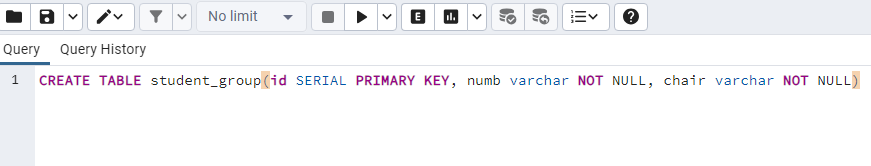 No limit
E
Query Query History
1 CREATE TABLE student_group(id SERIAL PRIMARY KEY, numb varchar NOT NULL, chair varchar NOT NULL)